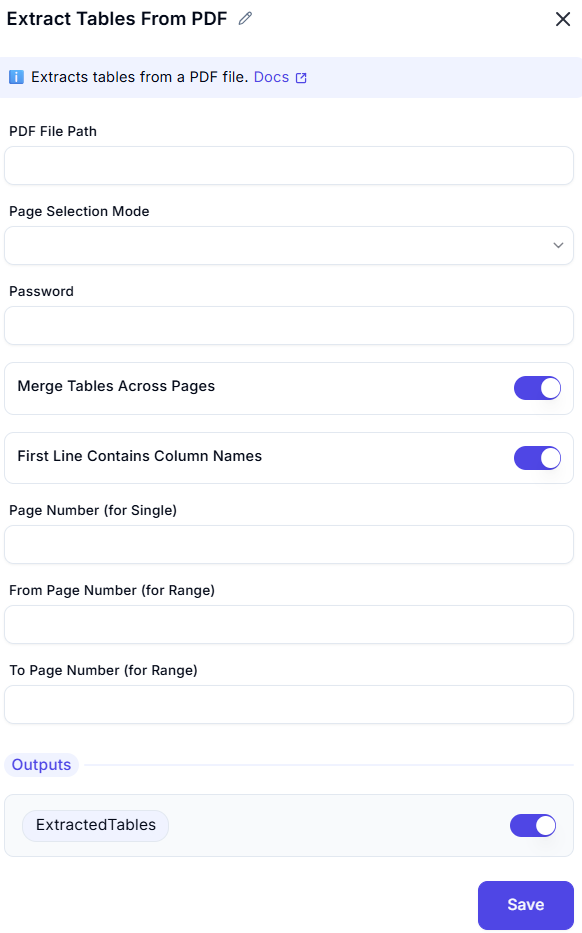 Extract Tables From PDF
Extracts tables from a PDF file. Docs
PDF File Path
Page Selection Mode
Password
Merge Tables Across Pages
First Line Contains Column Names
Page Number (for Single)
From Page Number (for Range)
To Page Number (for Range)
Outputs
ExtractedTables
Save